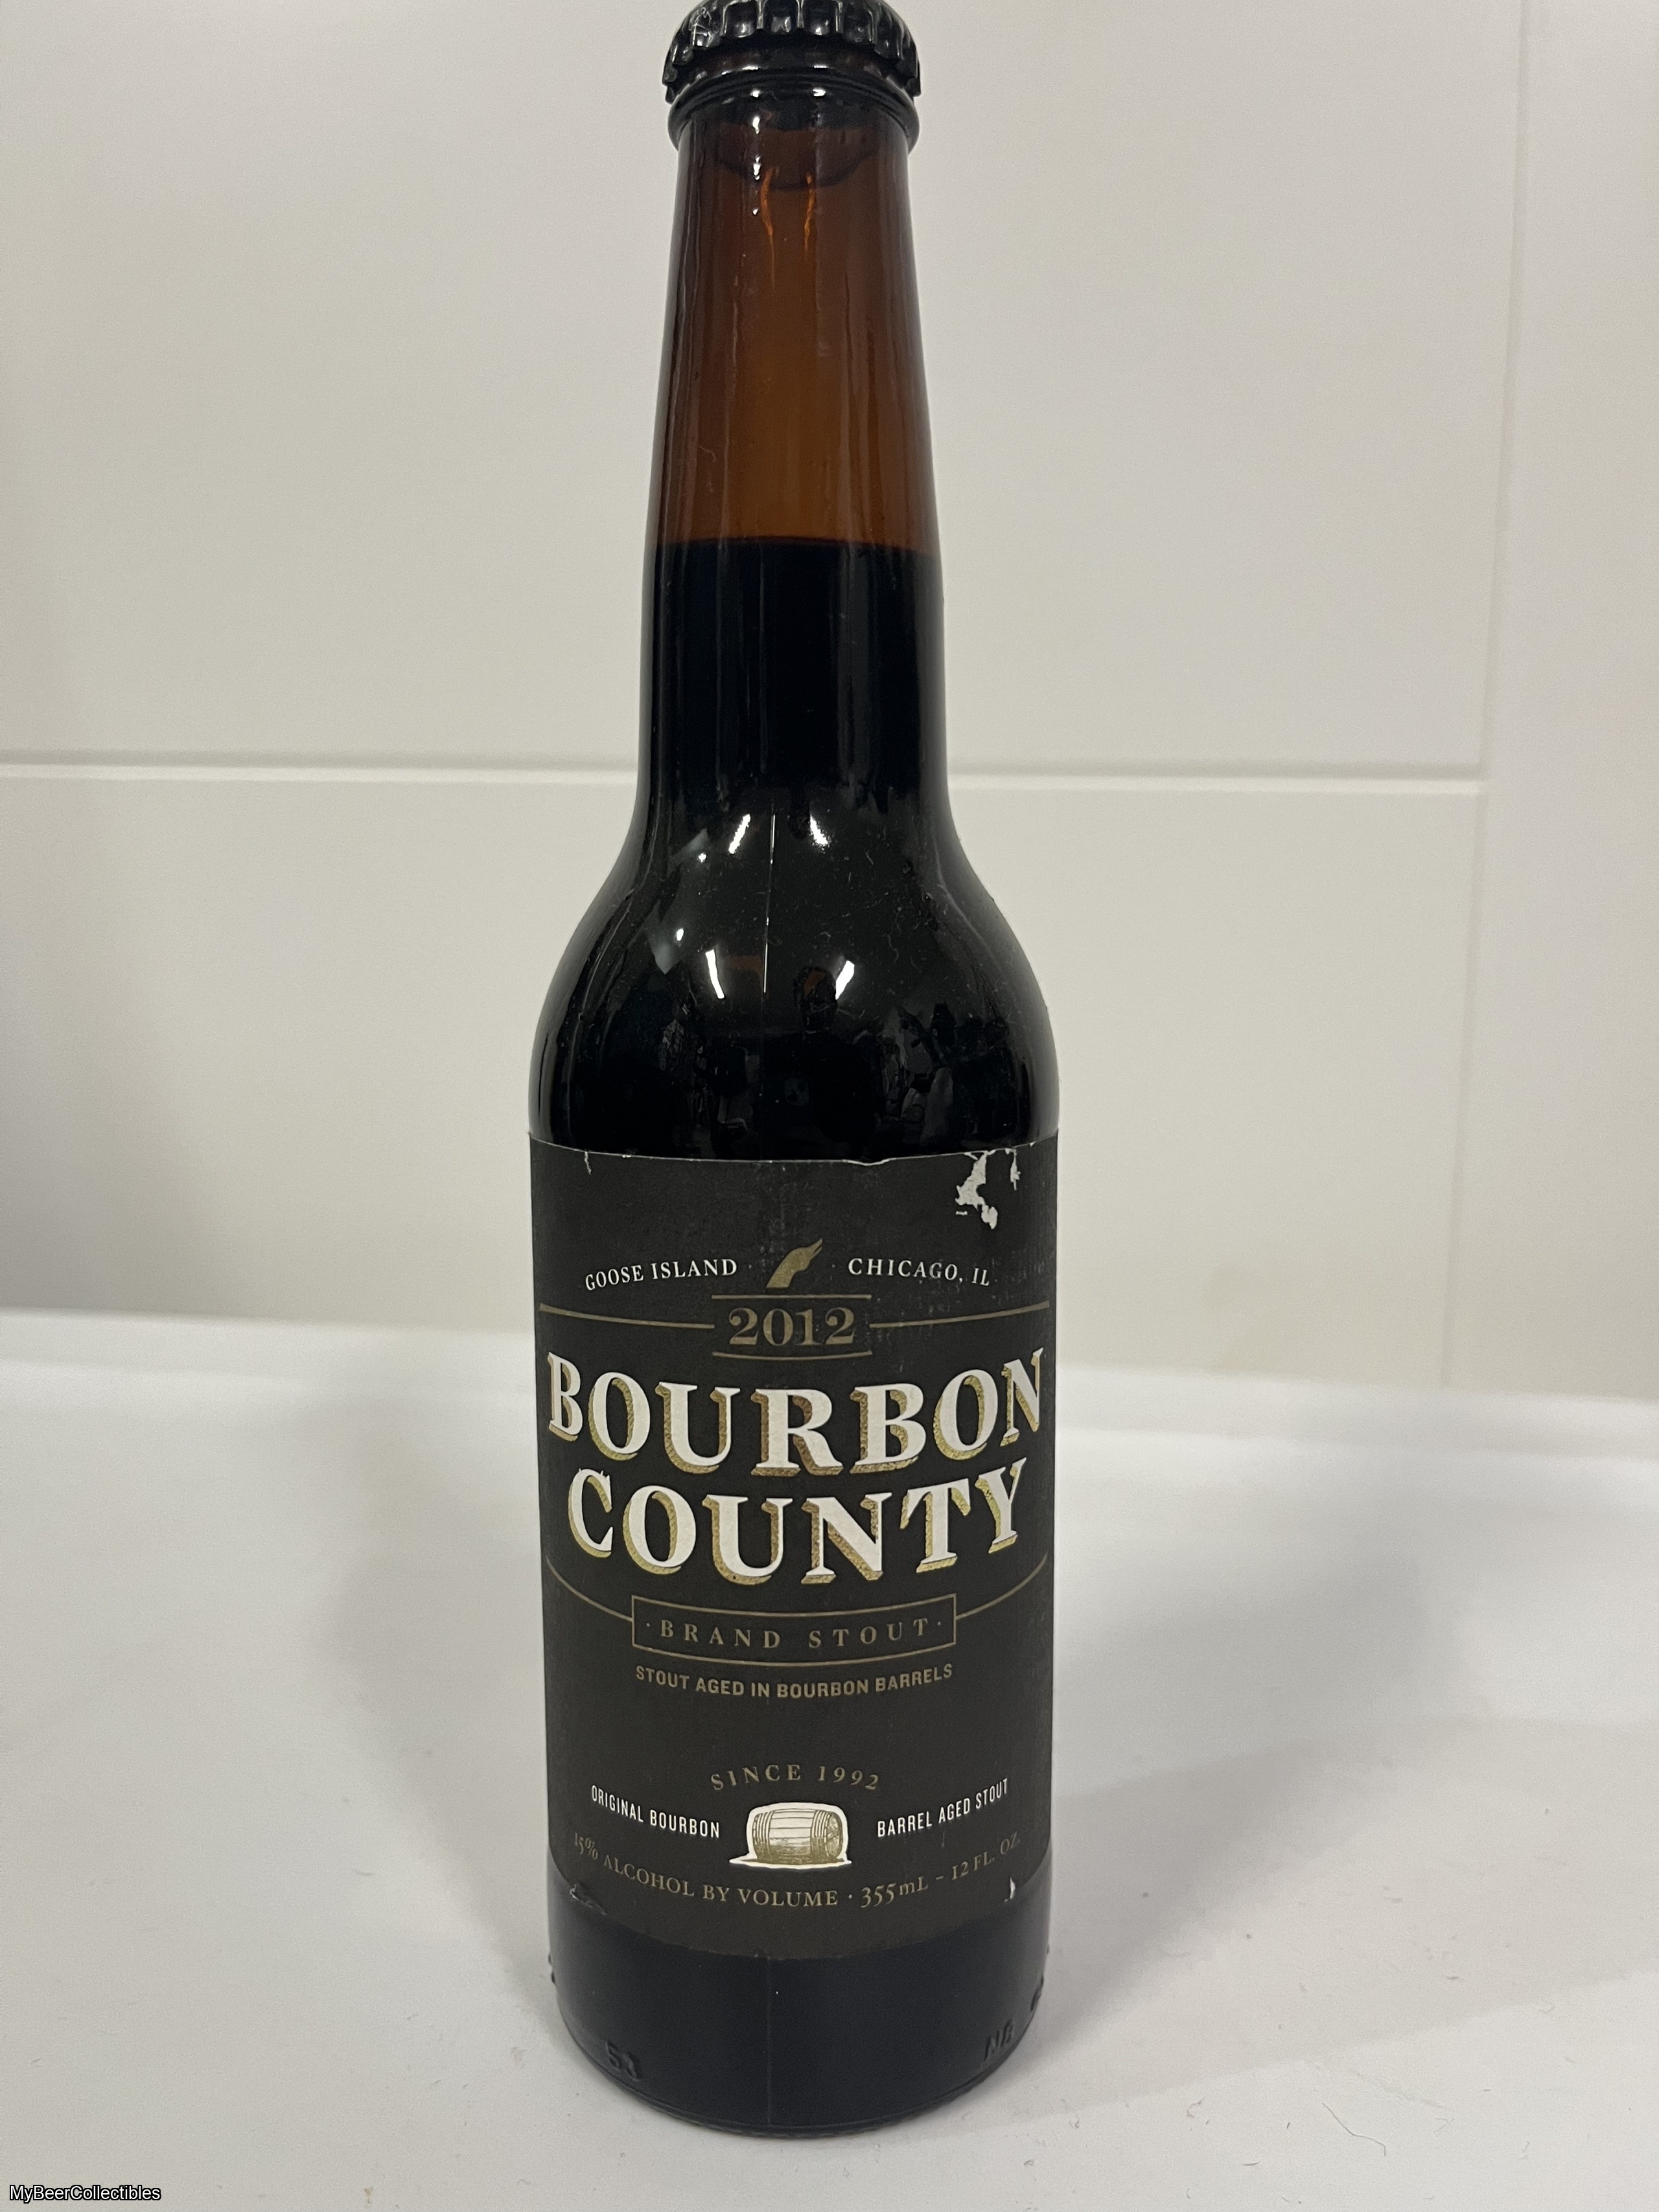 GOOSE ISLAND CHICAGO, IL
2012
BOURBON
COUNTY
· BRAND STOUT ·
STOUT AGED IN BOURBON BARRELS
SINCE 1992
ORIGINAL BOURBON BARREL AGED STOUT
15% ALCOHOL BY VOLUME · 355mL - 12 FL. OZ.
MyBeerCollectibles